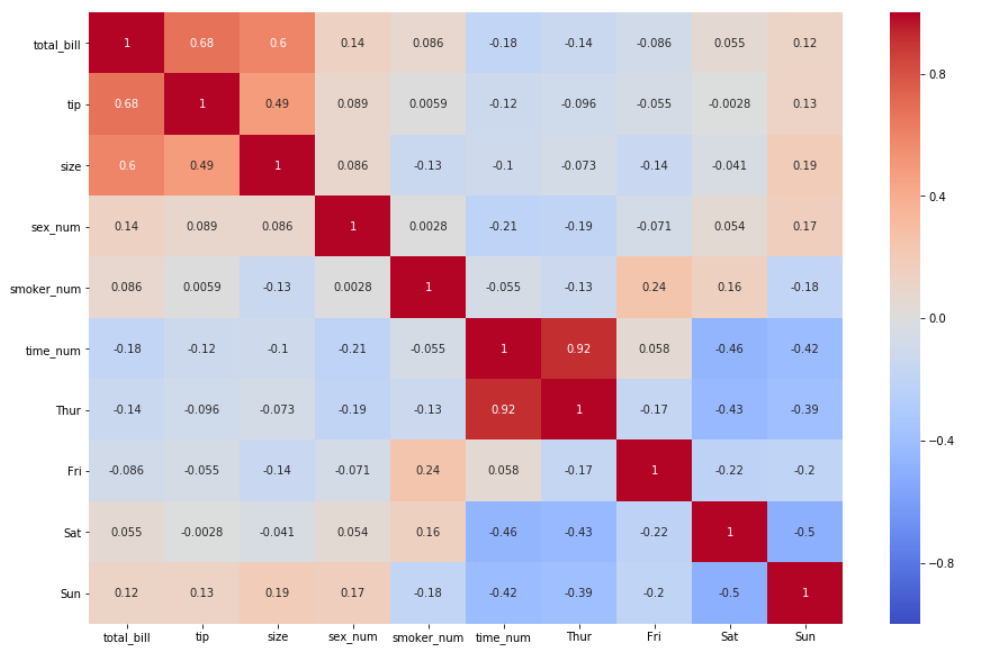 total_bill 1 0.68 0.6 0.14 0.086 -0.18 -0.14 -0.086 0.055 0.12
tip 0.68 1 0.49 0.089 0.0059 -0.12 -0.096 -0.055 -0.0028 0.13
size 0.6 0.49 1 0.086 -0.13 -0.1 -0.073 -0.14 -0.041 0.19
sex_num 0.14 0.089 0.086 1 0.0028 -0.21 -0.19 -0.071 0.054 0.17
smoker_num 0.086 0.0059 -0.13 0.0028 1 -0.055 -0.13 0.24 0.16 -0.18
time_num -0.18 -0.12 -0.1 -0.21 -0.055 1 0.92 0.058 -0.46 -0.42
Thur -0.14 -0.096 -0.073 -0.19 -0.13 0.92 1 -0.17 -0.43 -0.39
Fri -0.086 -0.055 -0.14 -0.071 0.24 0.058 -0.17 1 -0.22 -0.2
Sat 0.055 -0.0028 -0.041 0.054 0.16 -0.46 -0.43 -0.22 1 -0.5
Sun 0.12 0.13 0.19 0.17 -0.18 -0.42 -0.39 -0.2 -0.5 1
total_bill tip size sex_num smoker_num time_num Thur Fri Sat Sun
0.8
0.4
0.0
−0.4
−0.8